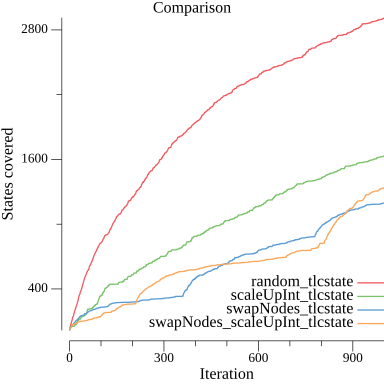 Comparison
States covered
2800
1600
400
random_tlcstate
scaleUpInt_tlcstate
swapNodes_tlcstate
swapNodes_scaleUpInt_tlcstate
0 300 600 900
Iteration